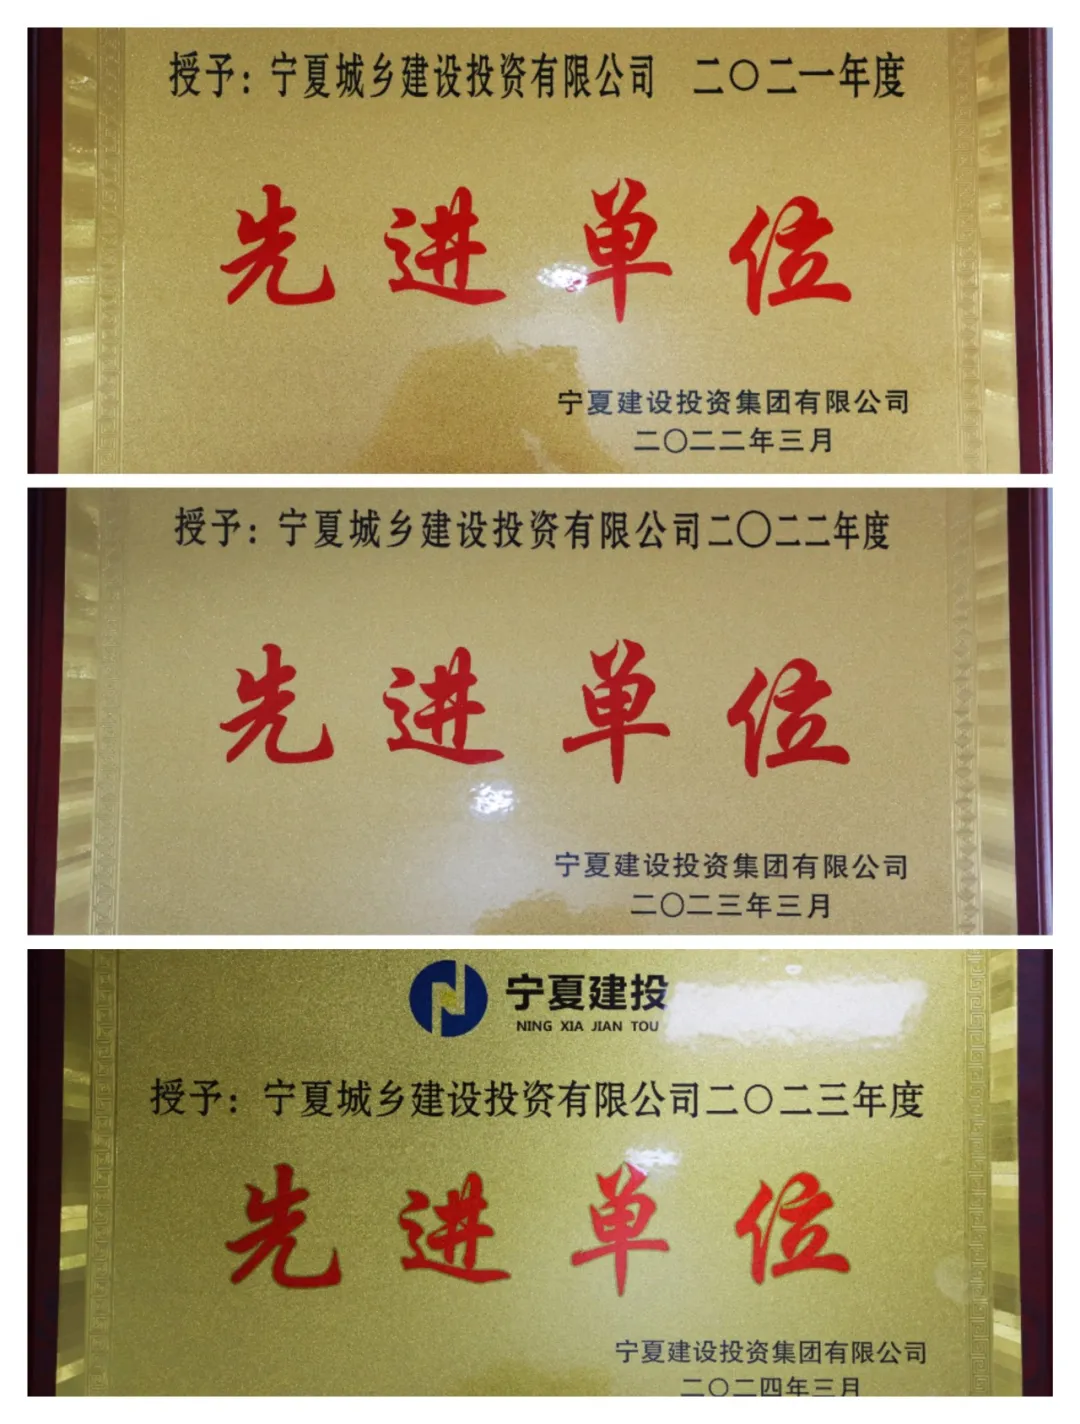 授予：宁夏城乡建设投资有限公司 二〇二一年度
先进单位
宁夏建设投资集团有限公司
二〇二二年三月
授予：宁夏城乡建设投资有限公司二〇二二年度
先进单位
宁夏建设投资集团有限公司
二〇二三年三月
宁夏建投
NING XIA JIAN TOU
授予：宁夏城乡建设投资有限公司二〇二三年度
先进单位
宁夏建设投资集团有限公司
二〇二四年三月